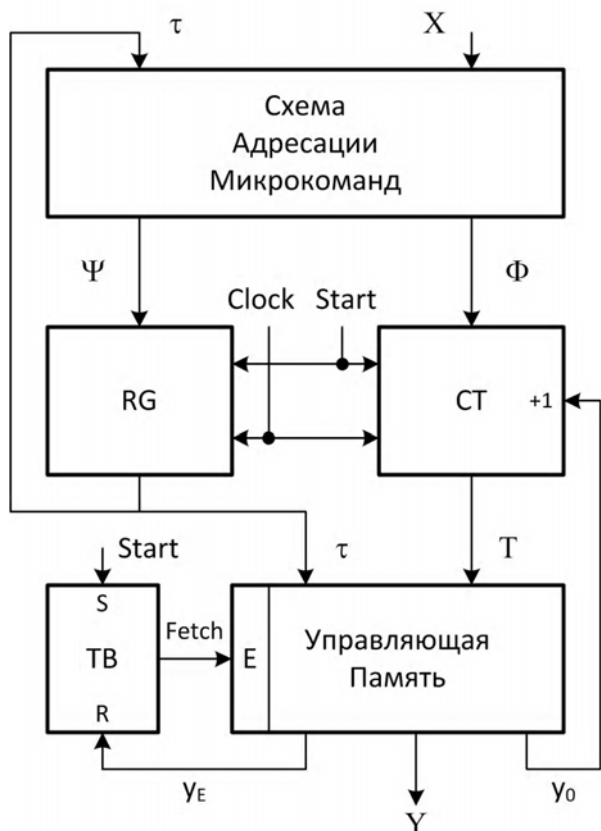 τ X
Схема
Адресации
Микрокоманд
Ψ Φ
Clock Start
RG CT +1
Start τ T
S
Fetch
TB E
Управляющая
Память
R
yE y0
Y